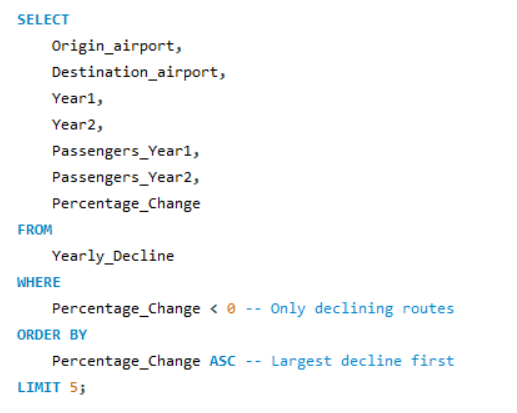 SELECT
    Origin_airport,
    Destination_airport,
    Year1,
    Year2,
    Passengers_Year1,
    Passengers_Year2,
    Percentage_Change
FROM
    Yearly_Decline
WHERE
    Percentage_Change < 0 -- Only declining routes
ORDER BY
    Percentage_Change ASC -- Largest decline first
LIMIT 5;